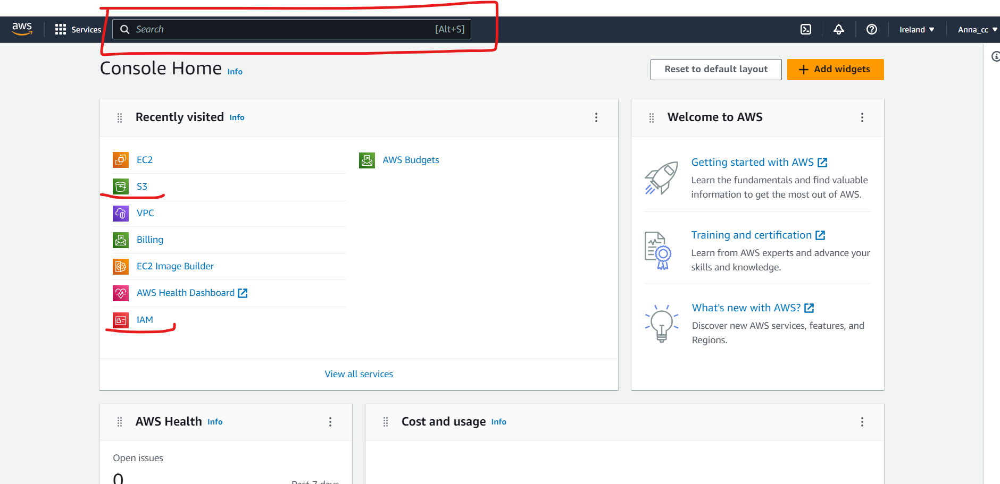 aws Services Search [Alt+S] Ireland Anna_cc
Console Home Info
Reset to default layout
Add widgets
Recently visited Info
EC2
S3
VPC
Billing
EC2 Image Builder
AWS Health Dashboard
IAM
AWS Budgets
View all services
Welcome to AWS
Getting started with AWS
Learn the fundamentals and find valuable
information to get the most out of AWS.
Training and certification
Learn from AWS experts and advance your
skills and knowledge.
What's new with AWS?
Discover new AWS services, features, and
Regions.
AWS Health Info
Open issues
0
Past 7 days
Cost and usage Info